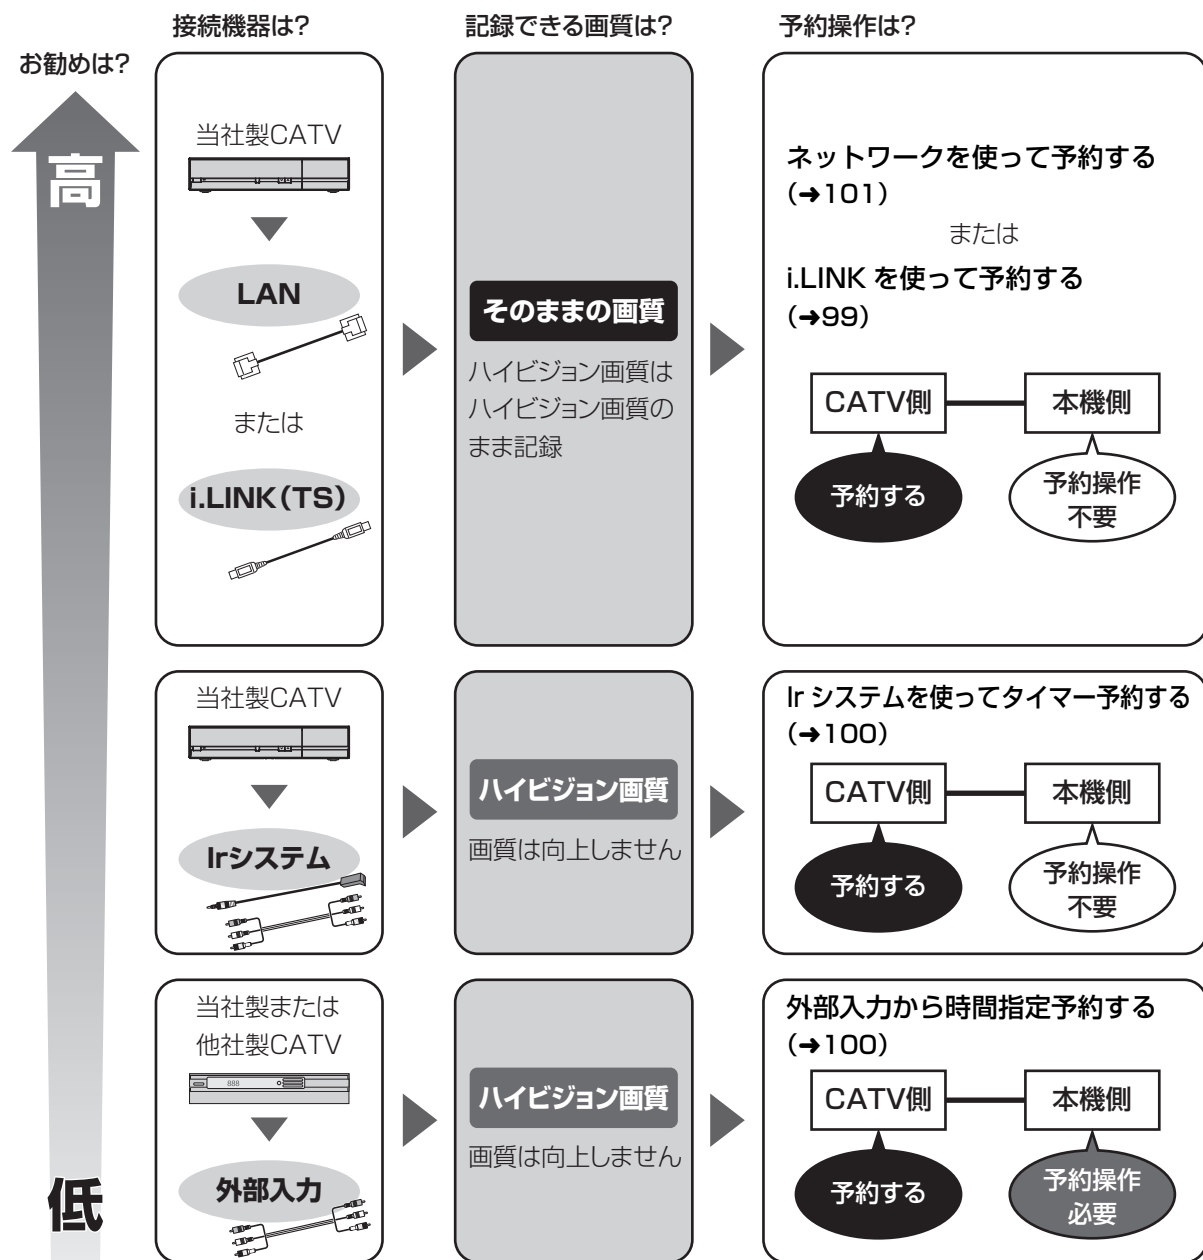 接続機器は?
記録できる画質は?
予約操作は?
お勧めは?
高
当社製CATV
LAN
または
i.LINK(TS)
そのままの画質
ハイビジョン画質は
ハイビジョン画質の
まま記録
ネットワークを使って予約する
(➜101)
または
i.LINK を使って予約する
(➜99)
CATV側
本機側
予約する
予約操作
不要
当社製CATV
Irシステム
ハイビジョン画質
画質は向上しません
Ir システムを使ってタイマー予約する
(➜100)
CATV側
本機側
予約する
予約操作
不要
当社製または
他社製CATV
888
外部入力
ハイビジョン画質
画質は向上しません
外部入力から時間指定予約する
(➜100)
CATV側
本機側
予約する
予約操作
必要
低